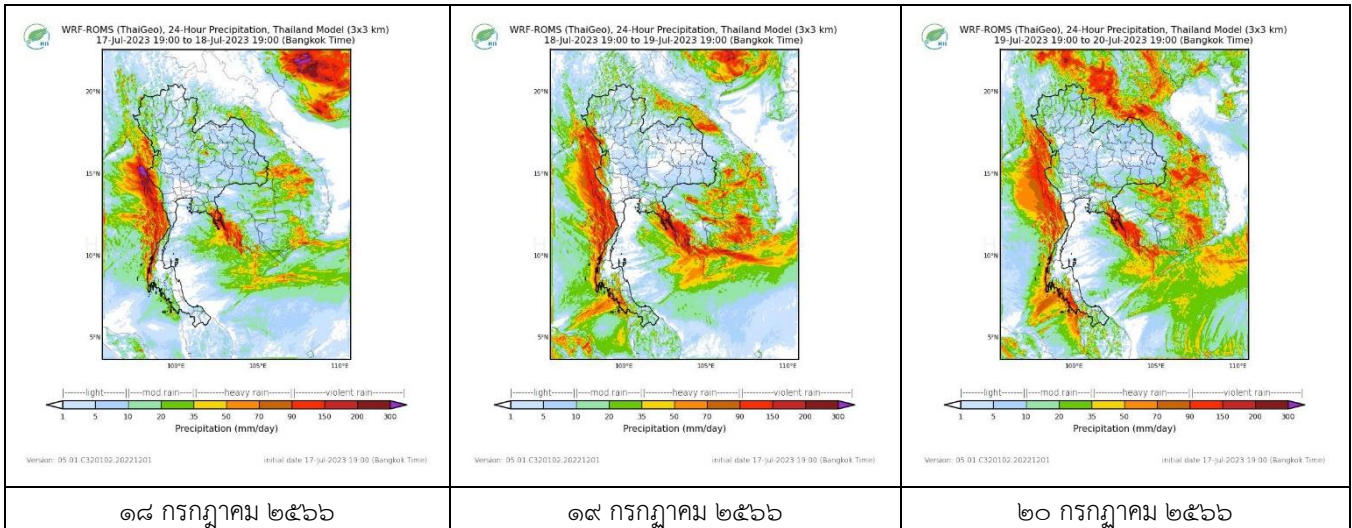 WRF-ROMS (ThaiGeo), 24-Hour Precipitation, Thailand Model (3x3 km)
17-Jul-2023 19:00 to 18-Jul-2023 19:00 (Bangkok Time)
20°N
15°N
10°N
5°N
100°E 105°E 110°E
|-------light-------||----mod rain----||--------heavy rain--------||-------violent rain-------|
1 5 10 20 35 50 70 90 150 200 300
Precipitation (mm/day)
Version: 05.01.C320102.20221201 initial date 17-Jul-2023 19:00 (Bangkok Time)
๑๘ กรกฎาคม ๒๕๖๖
WRF-ROMS (ThaiGeo), 24-Hour Precipitation, Thailand Model (3x3 km)
18-Jul-2023 19:00 to 19-Jul-2023 19:00 (Bangkok Time)
20°N
15°N
10°N
5°N
100°E 105°E 110°E
|-------light-------||----mod rain----||--------heavy rain--------||-------violent rain-------|
1 5 10 20 35 50 70 90 150 200 300
Precipitation (mm/day)
Version: 05.01.C320102.20221201 initial date 17-Jul-2023 19:00 (Bangkok Time)
๑๙ กรกฎาคม ๒๕๖๖
WRF-ROMS (ThaiGeo), 24-Hour Precipitation, Thailand Model (3x3 km)
19-Jul-2023 19:00 to 20-Jul-2023 19:00 (Bangkok Time)
20°N
15°N
10°N
5°N
100°E 105°E 110°E
|-------light-------||----mod rain----||--------heavy rain--------||-------violent rain-------|
1 5 10 20 35 50 70 90 150 200 300
Precipitation (mm/day)
Version: 05.01.C320102.20221201 initial date 17-Jul-2023 19:00 (Bangkok Time)
๒๐ กรกฎาคม ๒๕๖๖